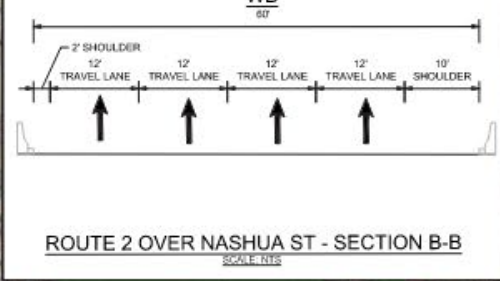 WB
60'
2' SHOULDER
12' 12' 12' 12' 10'
TRAVEL LANE TRAVEL LANE TRAVEL LANE TRAVEL LANE SHOULDER
ROUTE 2 OVER NASHUA ST - SECTION B-B
SCALE: NTS